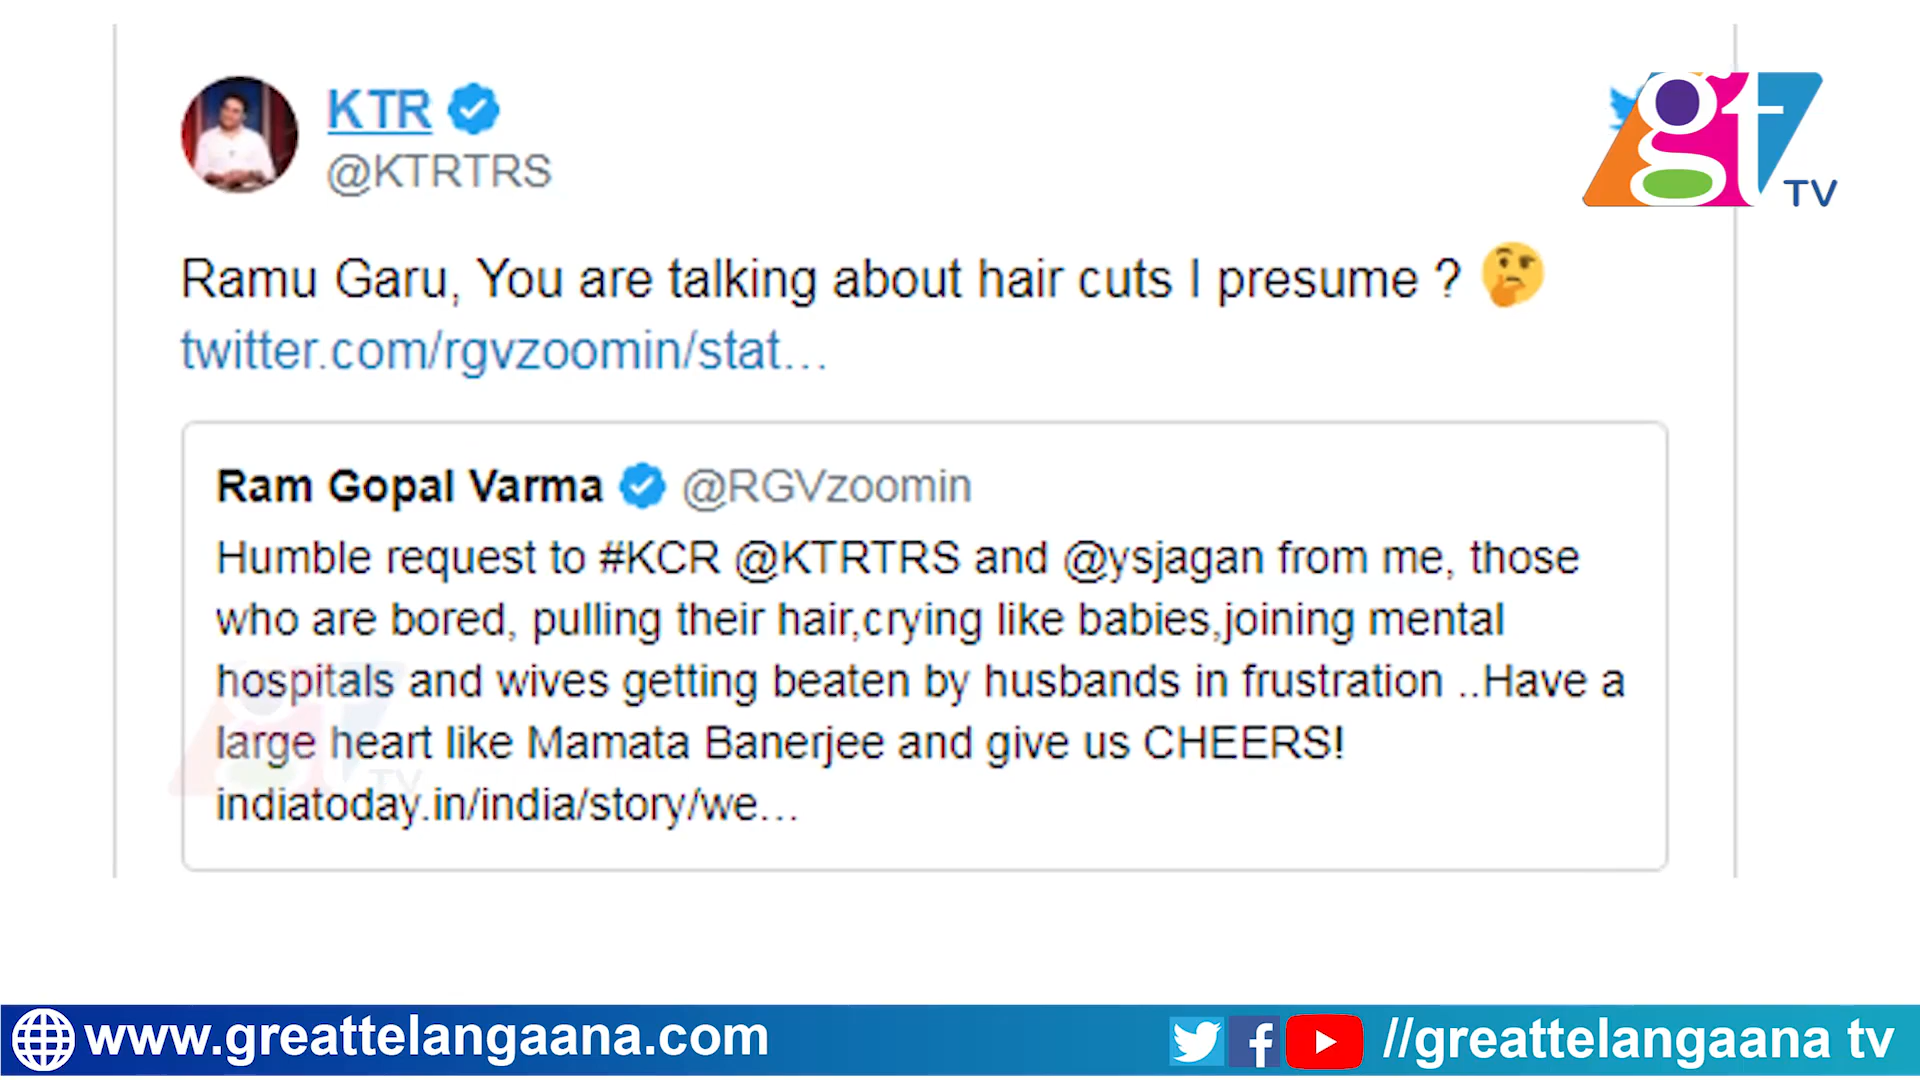 KTR
@KTRTRS
gt TV
Ramu Garu, You are talking about hair cuts I presume ? 🤔
twitter.com/rgvzoomin/stat...
Ram Gopal Varma @RGVzoomin
Humble request to #KCR @KTRTRS and @ysjagan from me, those
who are bored, pulling their hair,crying like babies,joining mental
hospitals and wives getting beaten by husbands in frustration ..Have a
large heart like Mamata Banerjee and give us CHEERS!
indiatoday.in/india/story/we...
gt TV
www.greattelangaana.com
//greattelangaana tv